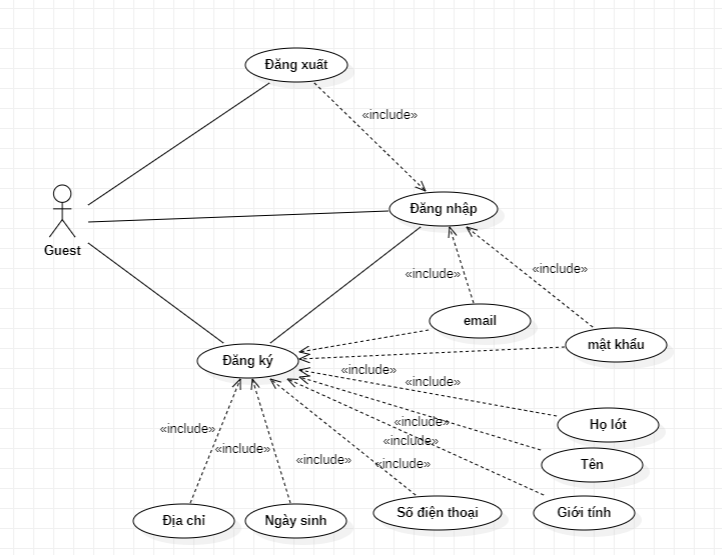 Đăng xuất
«include»
Đăng nhập
Guest
«include»
«include»
email
mật khẩu
Đăng ký
«include»
«include»
Họ lót
«include»
«include»
«include»
«include»
«include»
«include»
Tên
Địa chỉ
Ngày sinh
Số điện thoại
Giới tính